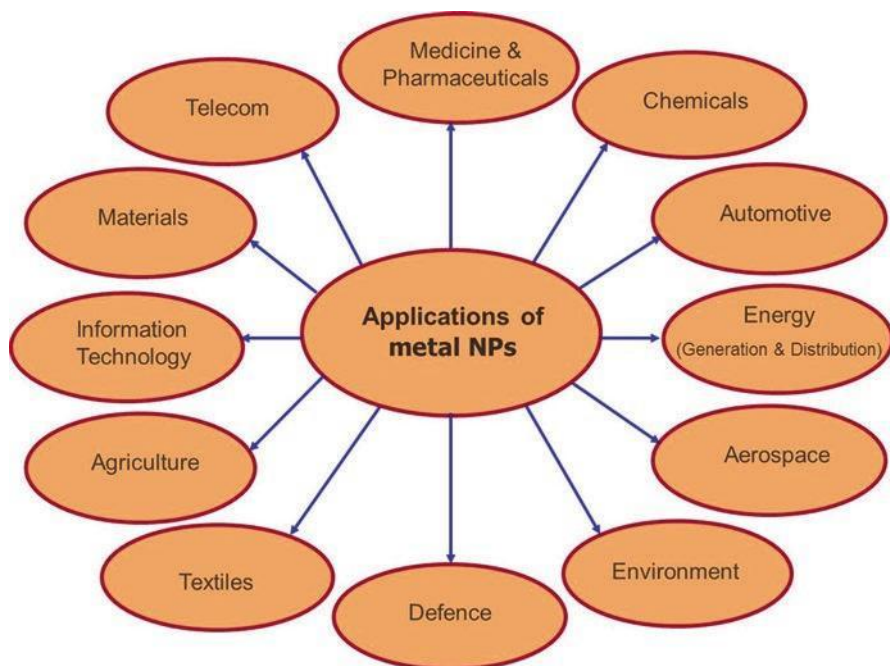 Medicine &
Pharmaceuticals
Telecom
Chemicals
Materials
Automotive
Applications of
metal NPs
Information
Technology
Energy
(Generation & Distribution)
Agriculture
Aerospace
Textiles
Environment
Defence